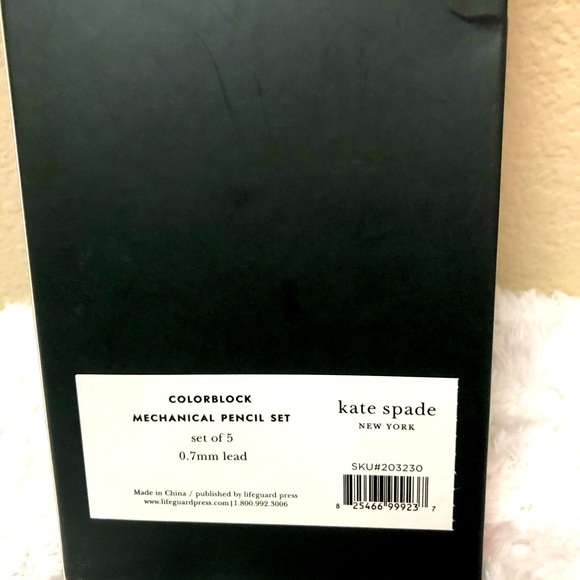 COLORBLOCK
MECHANICAL PENCIL SET
set of 5
0.7mm lead
Made in China / published by lifeguard press
www.lifeguardpress.com | 1.800.992.3006
kate spade
NEW YORK
SKU#203230
8 25466 99923 7